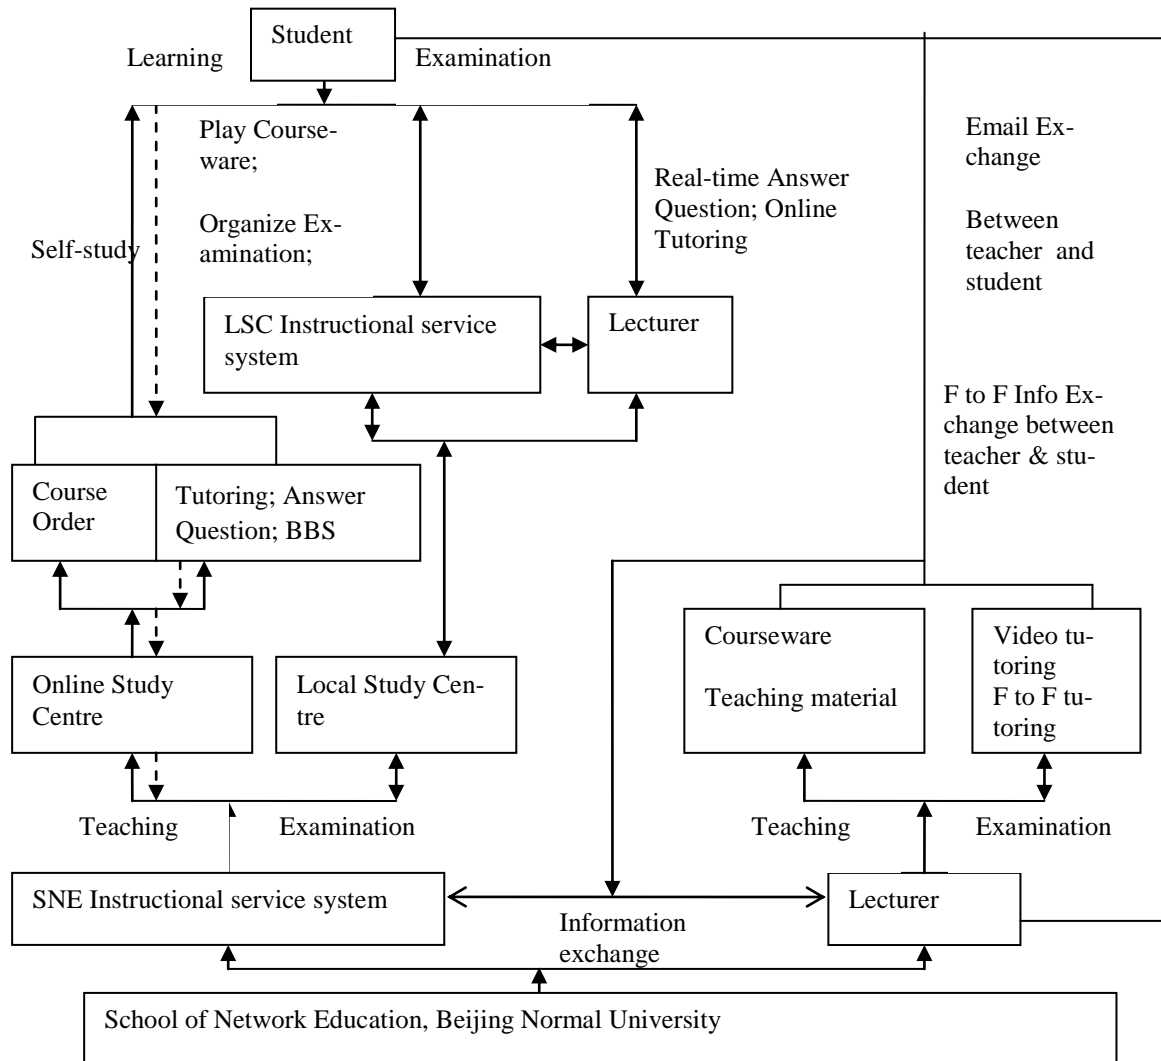 Student
Learning
Examination
Play Course-
ware;
Organize Ex-
amination;
Self-study
Real-time Answer
Question; Online
Tutoring
Email Ex-
change
Between
teacher and
student
LSC Instructional service
system
Lecturer
F to F Info Ex-
change between
teacher & stu-
dent
Course
Order
Tutoring; Answer
Question; BBS
Online Study
Centre
Local Study Cen-
tre
Courseware
Teaching material
Video tu-
toring
F to F tu-
toring
Teaching
Examination
Teaching
Examination
SNE Instructional service system
Information
exchange
Lecturer
School of Network Education, Beijing Normal University